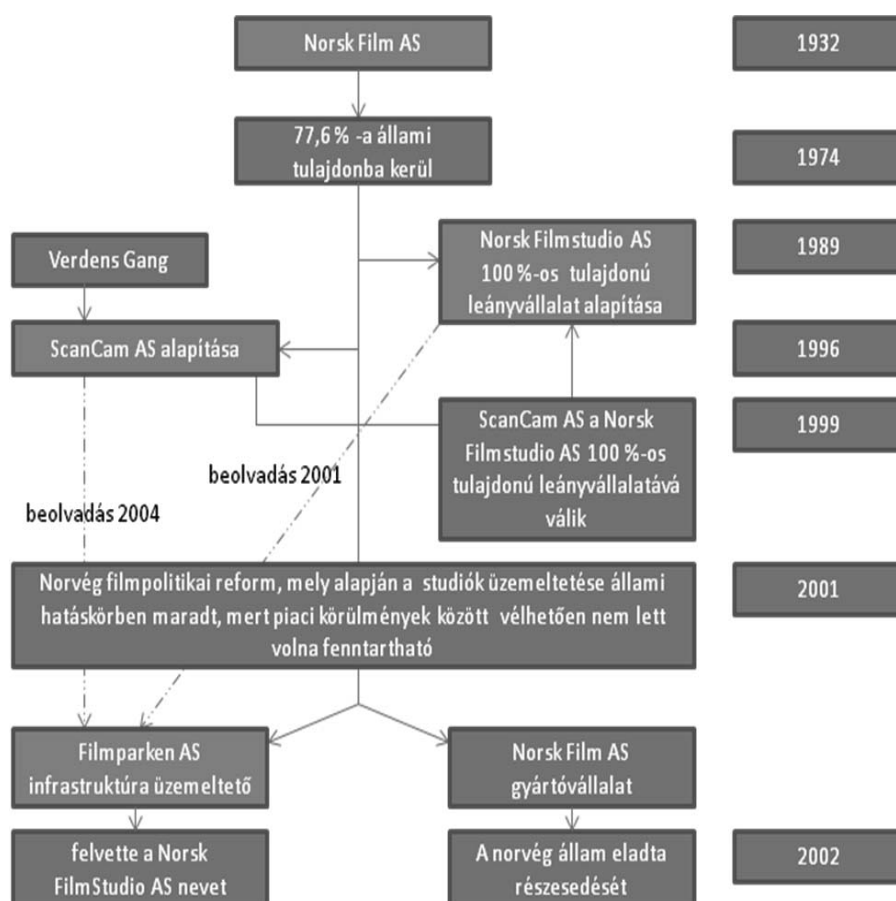 Norsk Film AS
1932
77,6 % -a állami
tulajdonba kerül
1974
Verdens Gang
Norsk Filmstudio AS
100 %-os tulajdonú
leányvállalat alapítása
1989
ScanCam AS alapítása
1996
ScanCam AS a Norsk
Filmstudio AS 100 %-os
tulajdonú leányvállalatává
válik
1999
beolvadás 2001
beolvadás 2004
Norvég filmpolitikai reform, mely alapján a studiók üzemeltetése állami
hatáskörben maradt, mert piaci körülmények között vélhetően nem lett
volna fenntartható
2001
Filmparken AS
infrastruktúra üzemeltető
Norsk Film AS
gyártóvállalat
felvette a Norsk
FilmStudio AS nevet
A norvég állam eladta
részesedését
2002